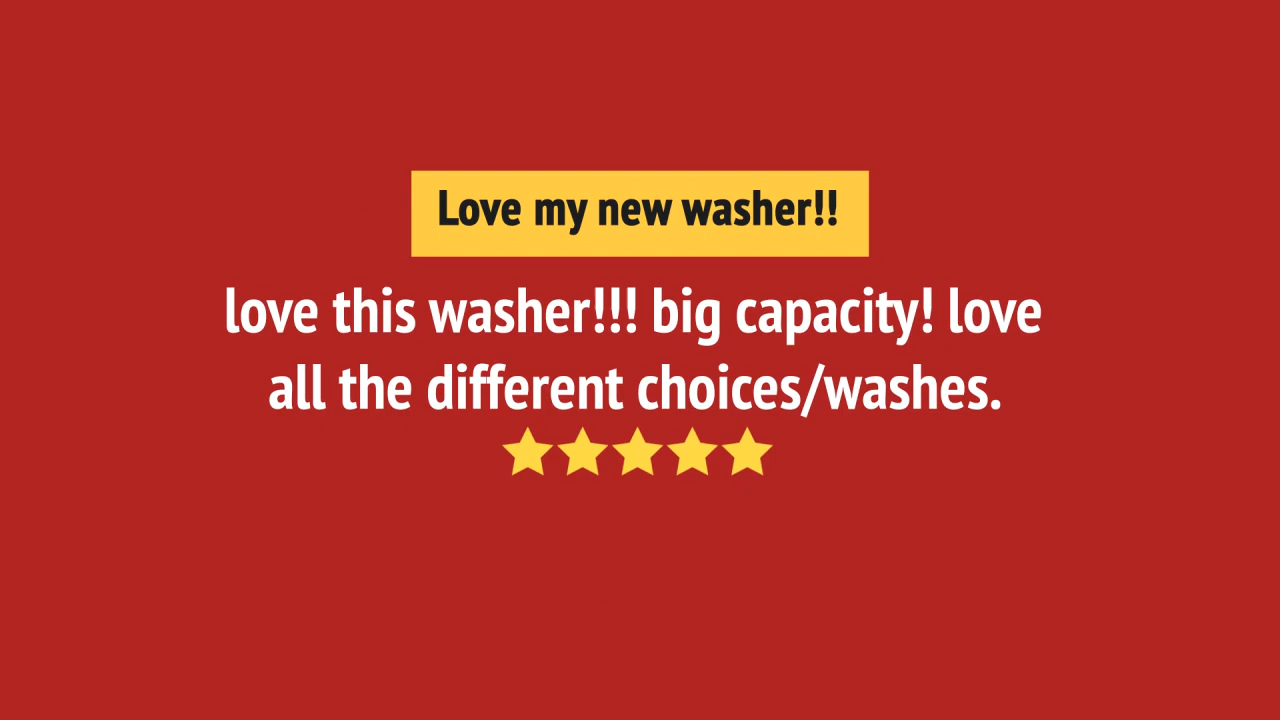 Love my new washer!!
love this washer!!! big capacity! love
all the different choices/washes.